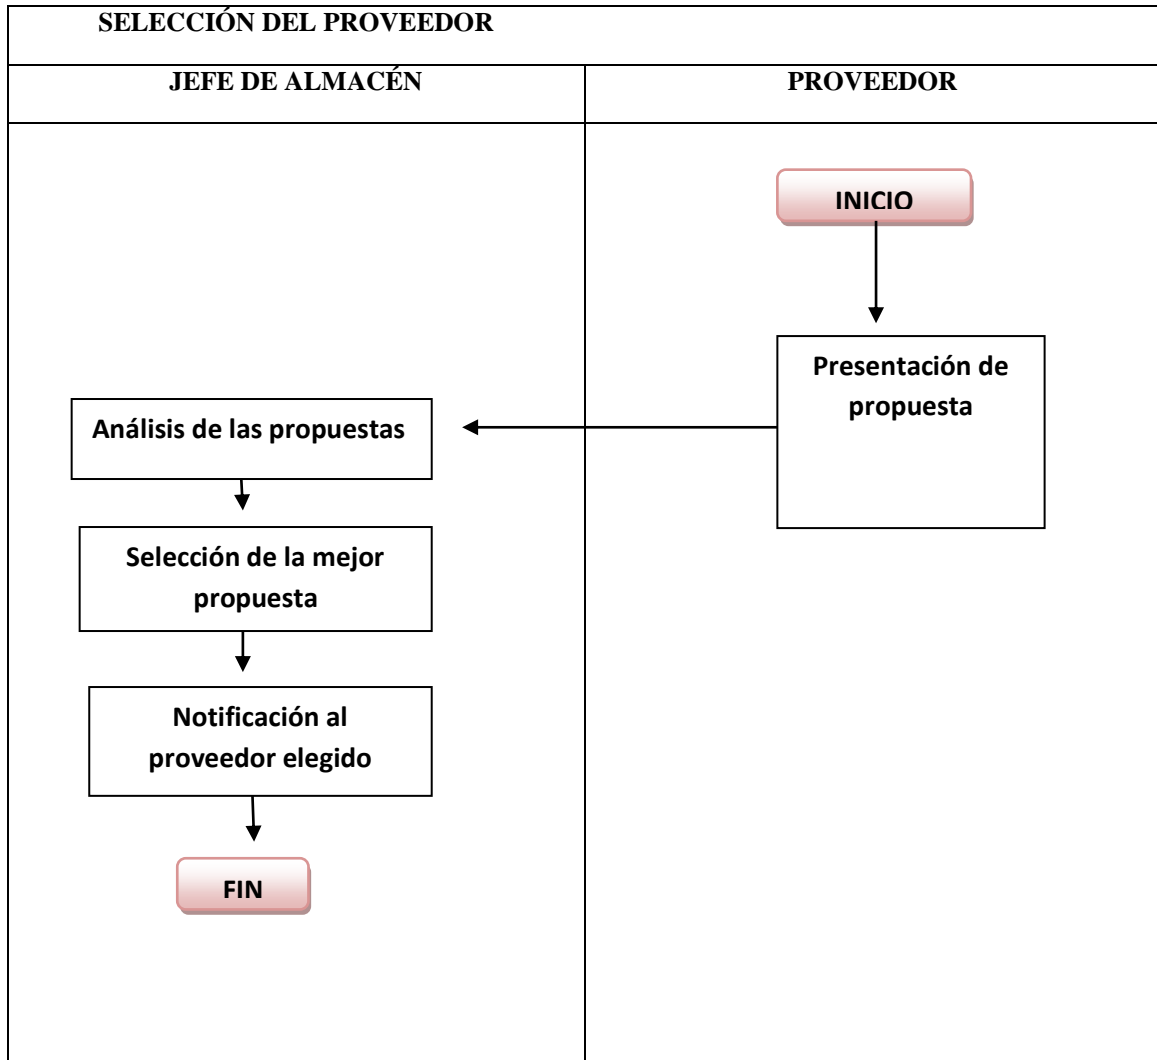 SELECCIÓN DEL PROVEEDOR
JEFE DE ALMACÉN
PROVEEDOR
INICIO
Presentación de
propuesta
Análisis de las propuestas
Selección de la mejor
propuesta
Notificación al
proveedor elegido
FIN